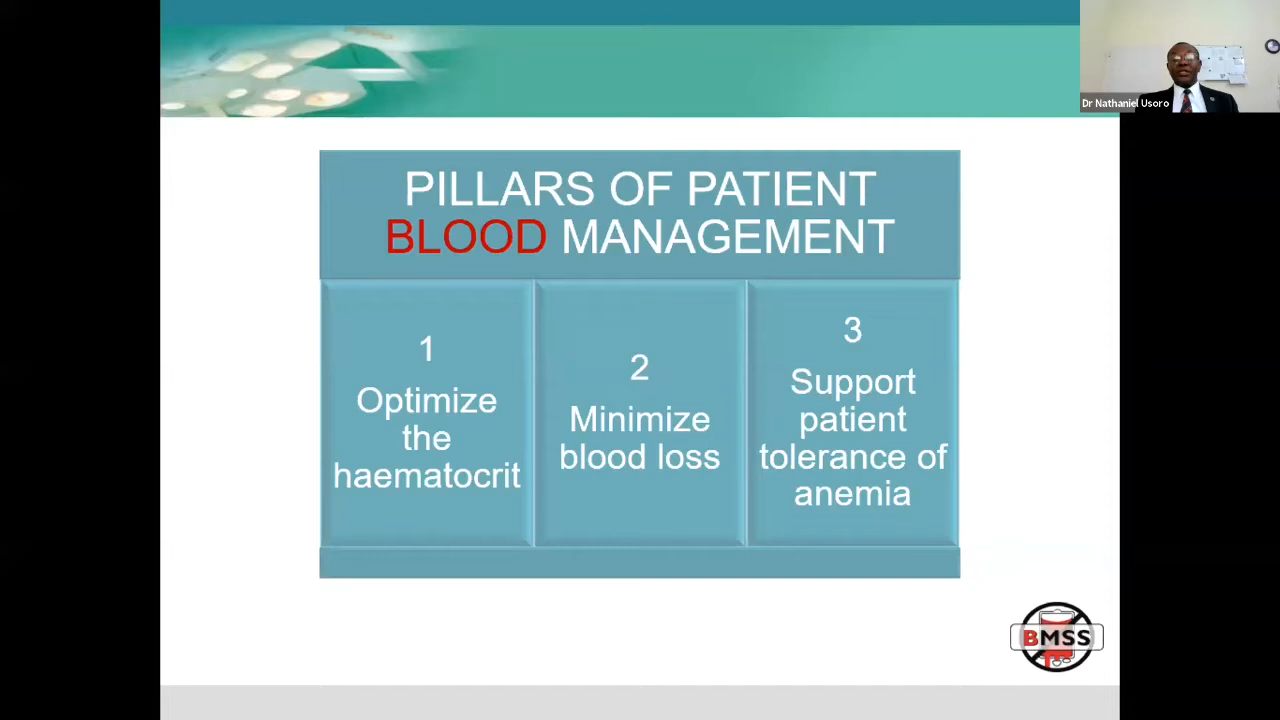 Dr Nathaniel Usoro
PILLARS OF PATIENT
BLOOD MANAGEMENT
1
Optimize
the
haematocrit
2
Minimize
blood loss
3
Support
patient
tolerance of
anemia
BMSS